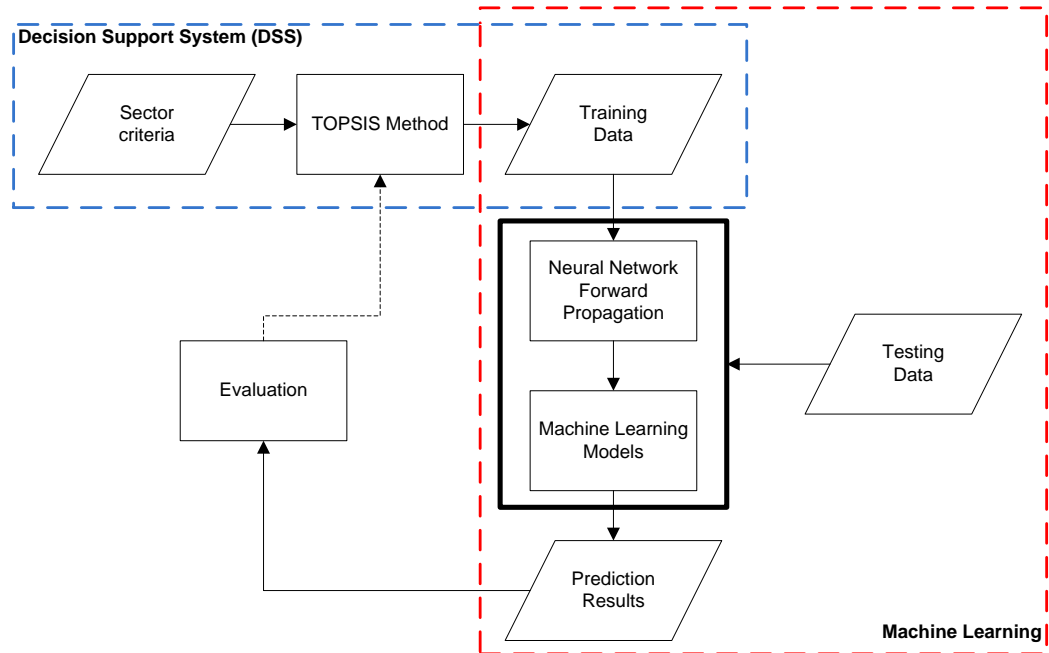 Decision Support System (DSS)
Sector
criteria
TOPSIS Method
Training
Data
Neural Network
Forward
Propagation
Testing
Data
Evaluation
Machine Learning
Models
Prediction
Results
Machine Learning